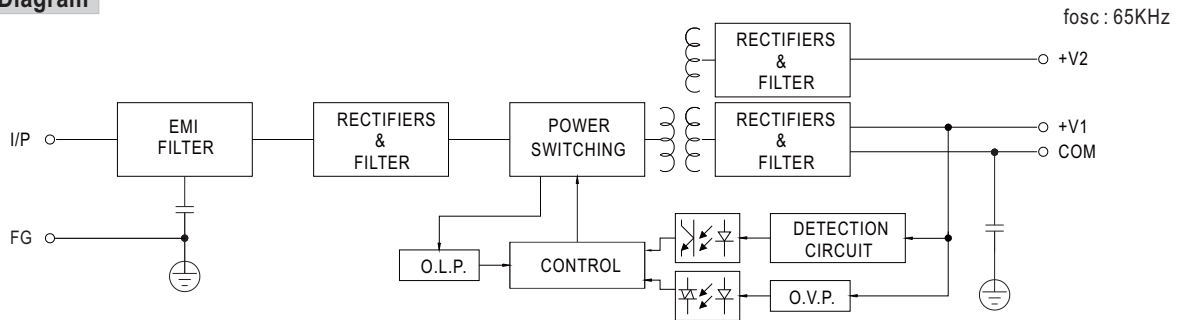 Diagram
fosc : 65KHz
RECTIFIERS
&
FILTER
+V2
I/P
EMI
FILTER
RECTIFIERS
&
FILTER
POWER
SWITCHING
RECTIFIERS
&
FILTER
+V1
COM
FG
O.L.P.
CONTROL
DETECTION
CIRCUIT
O.V.P.